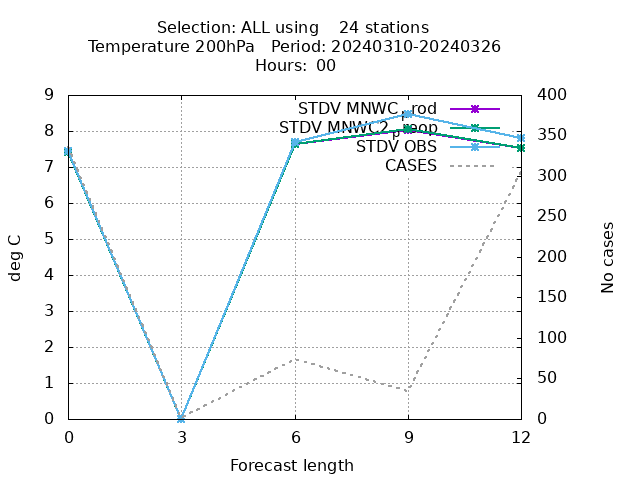 Selection: ALL using    24 stations
Temperature 200hPa   Period: 20240310-20240326
Hours: 00
STDV MNWC_prod
STDV MNWC2_preop
STDV OBS
CASES
9
8
7
6
5
4
3
2
1
0
400
350
300
250
200
150
100
50
0
deg C
No cases
0 3 6 9 12
Forecast length